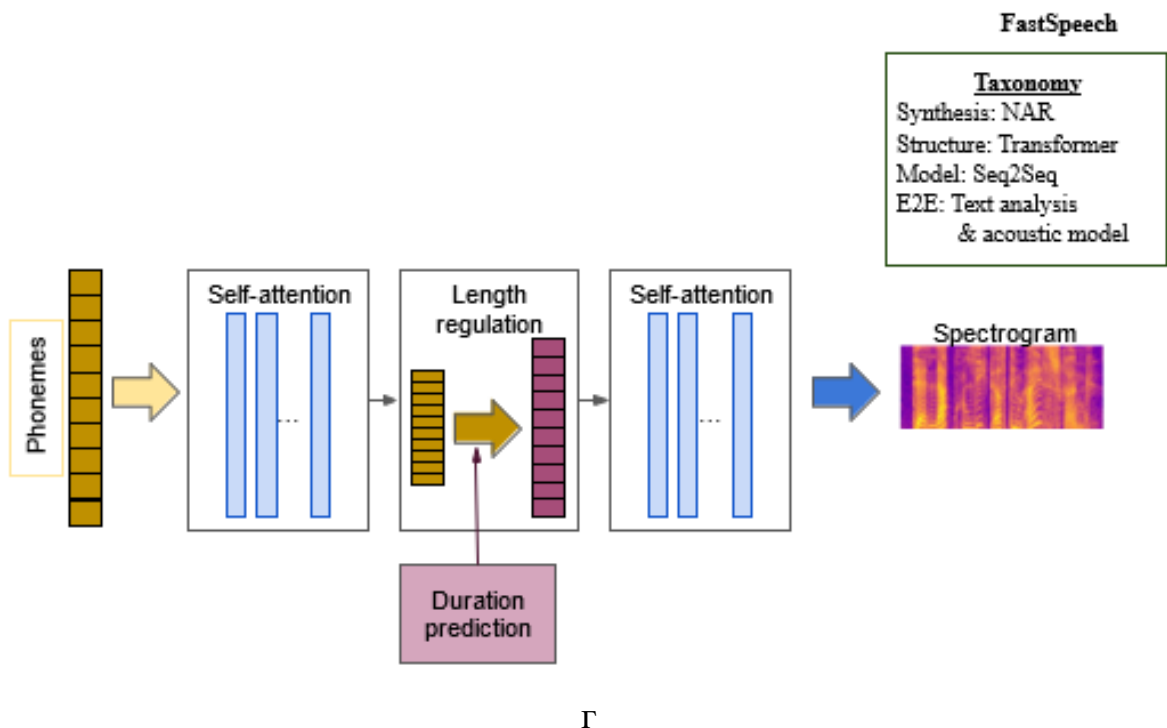 FastSpeech
Taxonomy
Synthesis: NAR
Structure: Transformer
Model: Seq2Seq
E2E: Text analysis
& acoustic model
Phonemes
Self-attention
...
Length
regulation
Self-attention
...
Spectrogram
Duration
prediction
Γ